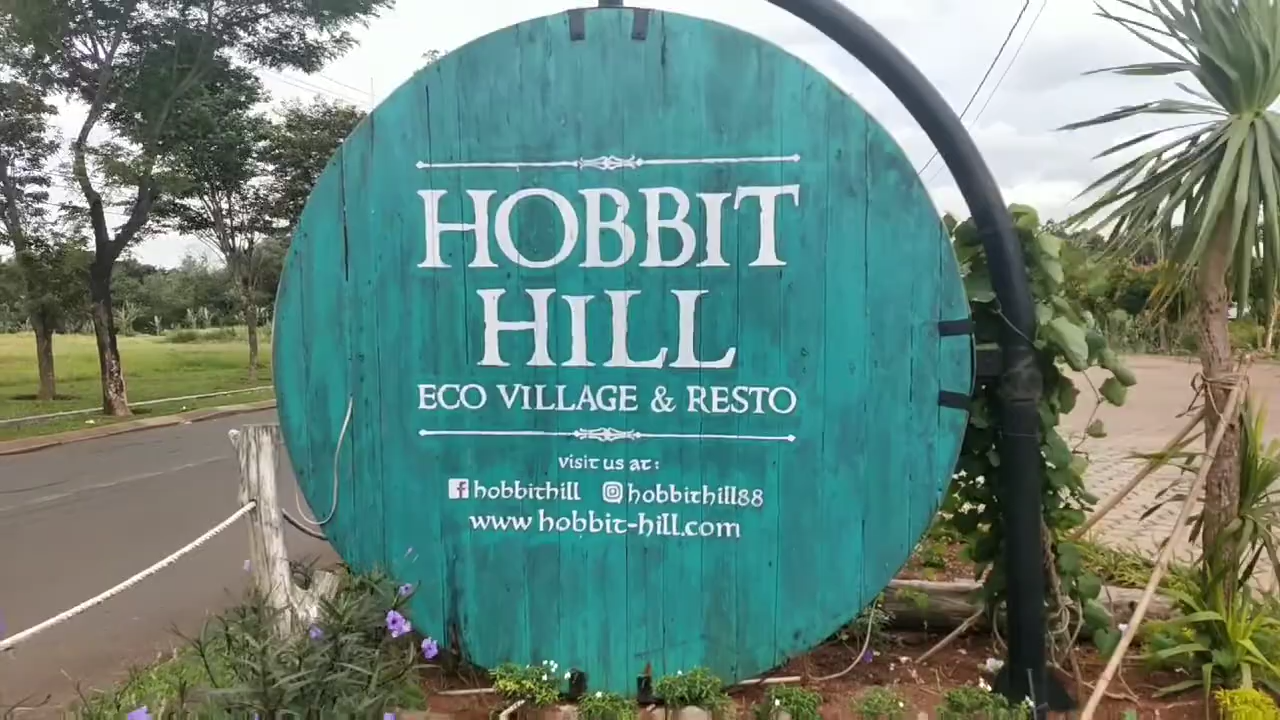 HOBBIT
HILL
ECO VILLAGE & RESTO
visit us at:
hobbithill hobbithill88
www hobbit-hill.com